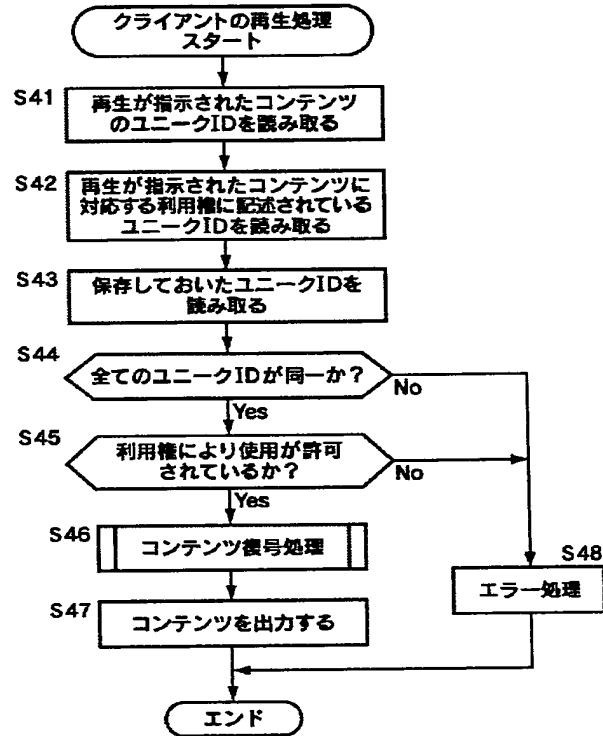 クライアントの再生処理
スタート
S41
再生が指示されたコンテンツ
のユニークIDを読み取る
S42
再生が指示されたコンテンツに
対応する利用権に記述されている
ユニークIDを読み取る
S43
保存しておいたユニークIDを
読み取る
S44
全てのユニークIDが同一か？
No
Yes
S45
利用権により使用が許可
されているか？
No
Yes
S46
コンテンツ復号処理
S48
エラー処理
S47
コンテンツを出力する
エンド